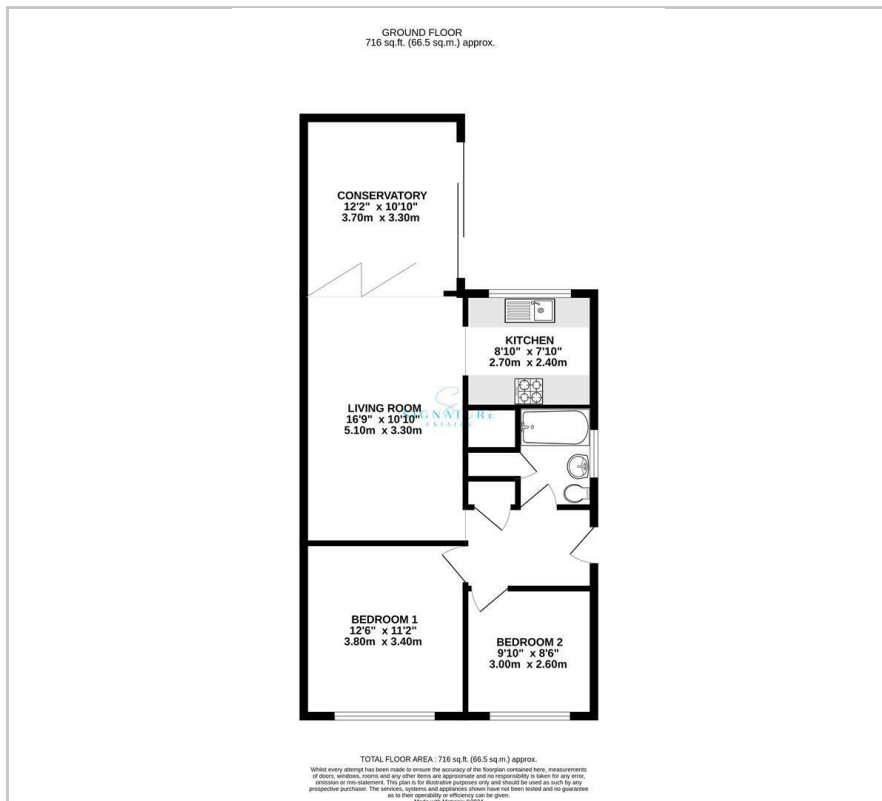 GROUND FLOOR
716 sq.ft. (66.5 sq.m.) approx.
CONSERVATORY
12'2" x 10'10"
3.70m x 3.30m
KITCHEN
8'10" x 7'10"
2.70m x 2.40m
LIVING ROOM
16'9" x 10'10"
5.10m x 3.30m
SIGNATURE
ESTATES
BEDROOM 1
12'6" x 11'2"
3.80m x 3.40m
BEDROOM 2
9'10" x 8'6"
3.00m x 2.60m
TOTAL FLOOR AREA : 716 sq.ft. (66.5 sq.m.) approx.
Whilst every attempt has been made to ensure the accuracy of the floorplan contained here, measurements
of doors, windows, rooms and any other items are approximate and no responsibility is taken for any error,
omission or mis-statement. This plan is for illustrative purposes only and should be used as such by any
prospective purchaser. The services, systems and appliances shown have not been tested and no guarantee
as to their operability or efficiency can be given.
Made with Metropix